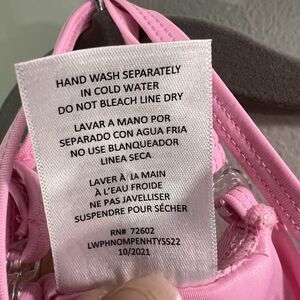 HAND WASH SEPARATELY
IN COLD WATER
DO NOT BLEACH LINE DRY
LAVAR A MANO POR
SEPARADO CON AGUA FRIA
NO USE BLANQUEADOR
LINEA SECA
LAVER À LA MAIN
À L'EAU FROIDE
NE PAS JAVELLISER
SUSPENDRE POUR SÉCHER
RN# 72602
LWPHNOMPENHTYSS22
10/2021